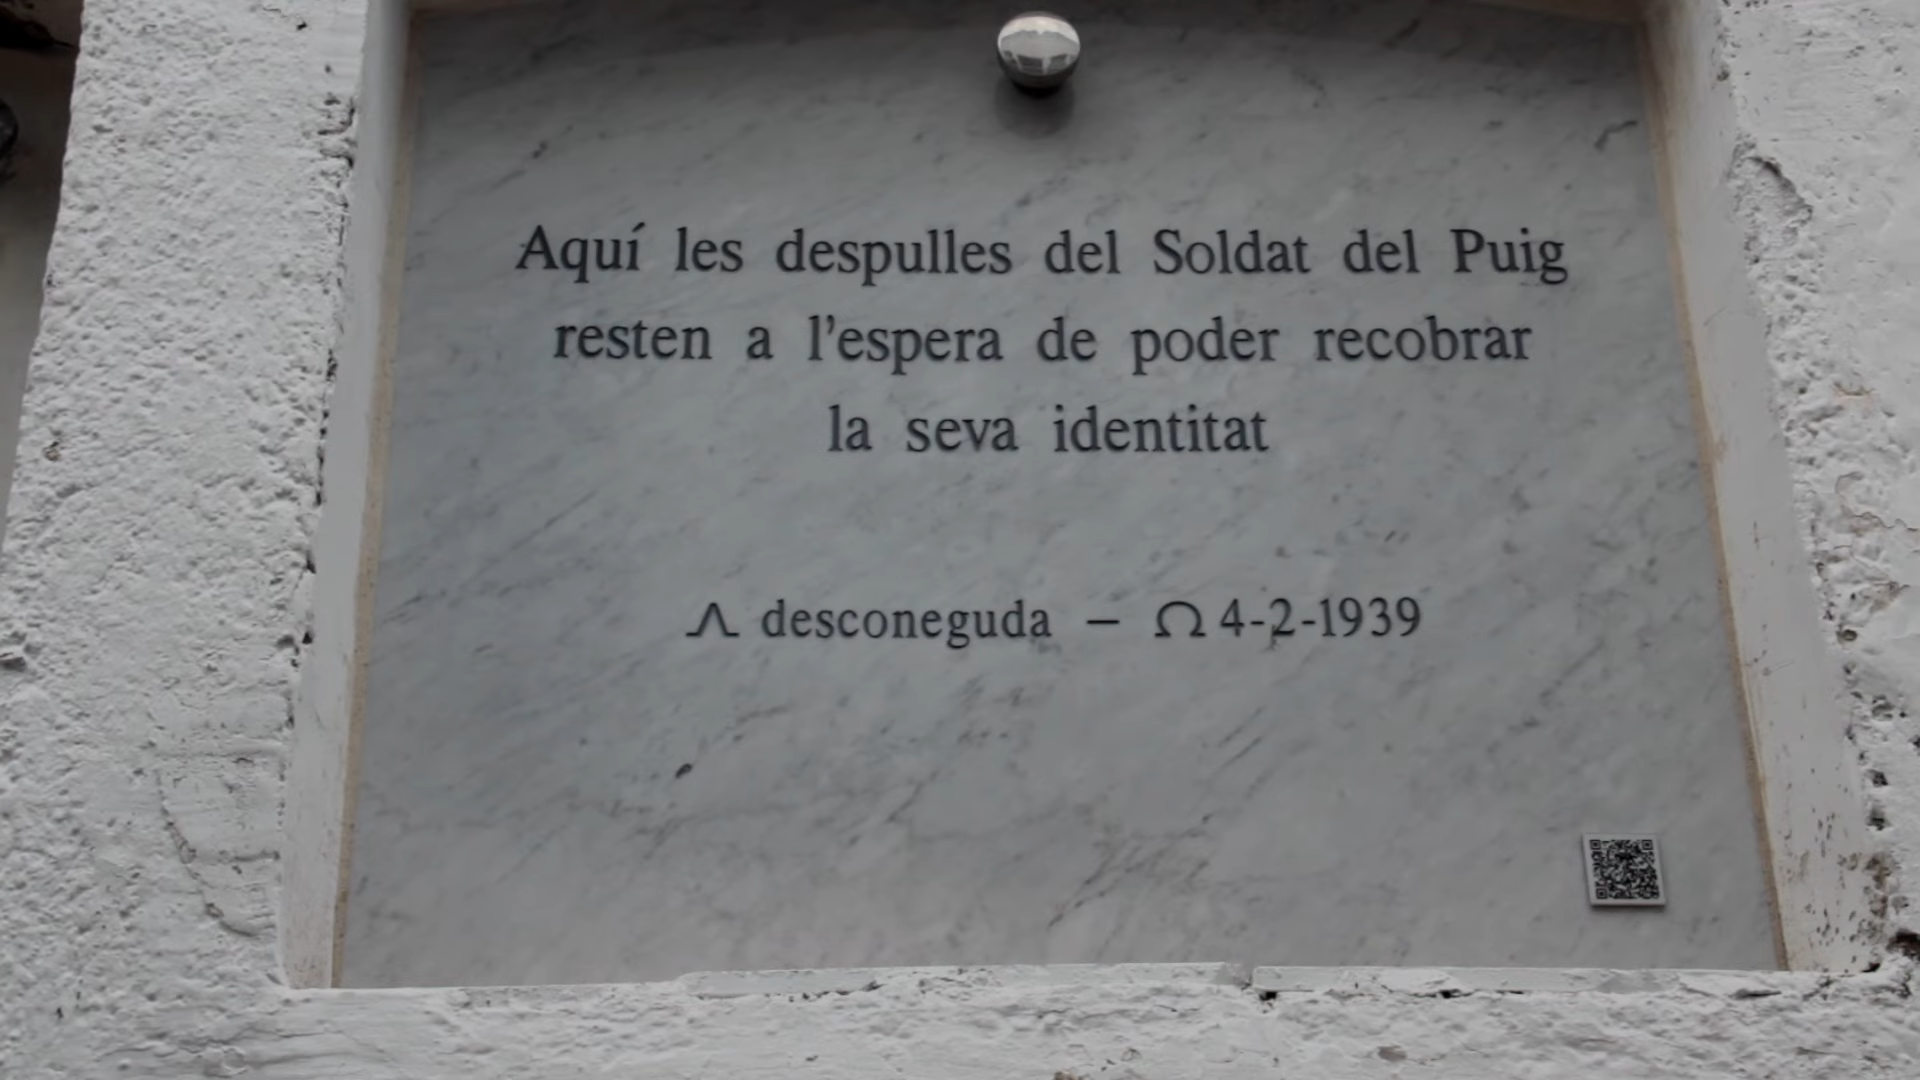 Aquí les despulles del Soldat del Puig
resten a l'espera de poder recobrar
la seva identitat
desconeguda – Ω 4-2-1939